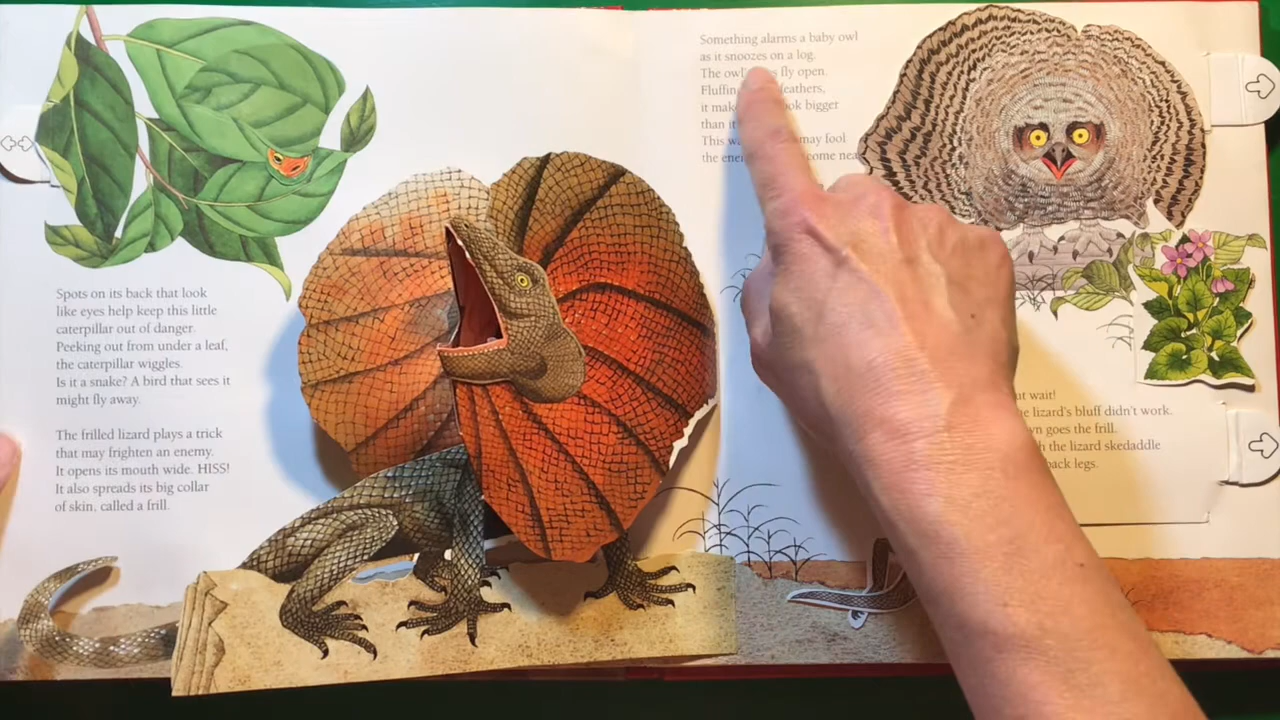 Spots on its back that look
like eyes help keep this little
caterpillar out of danger.
Peeking out from under a leaf,
the caterpillar wiggles.
Is it a snake? A bird that sees it
might fly away.
The frilled lizard plays a trick
that may frighten an enemy.
It opens its mouth wide. HISS!
It also spreads its big collar
of skin, called a frill.
Something alarms a baby owl
as it snoozes on a log.
The fly open.
feathers,
it bigger
than
This may fool
the come
wait!
lizard's bluff didn't work.
goes the frill.
the lizard skedaddle
legs.